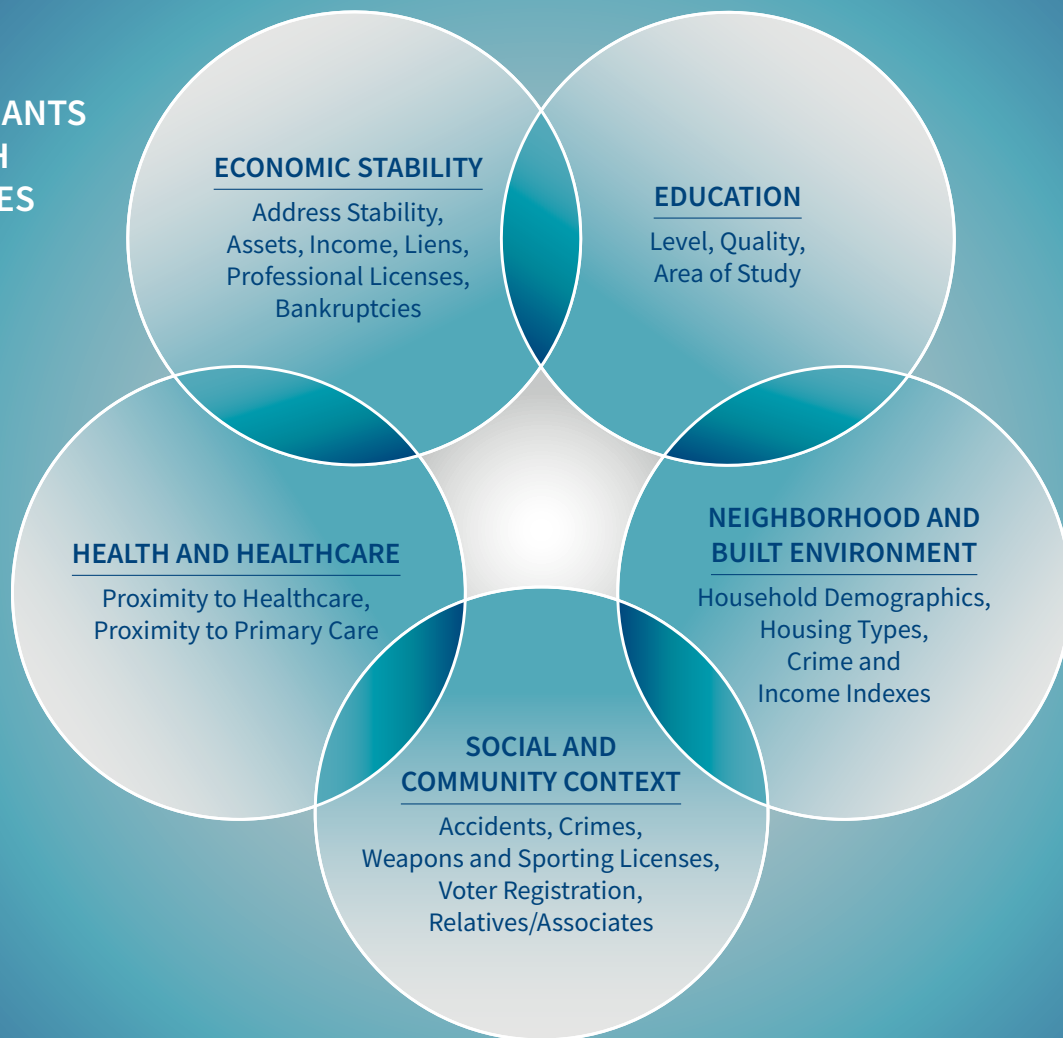 ANTS
ES
ECONOMIC STABILITY
Address Stability,
Assets, Income, Liens,
Professional Licenses,
Bankruptcies
EDUCATION
Level, Quality,
Area of Study
HEALTH AND HEALTHCARE
Proximity to Healthcare,
Proximity to Primary Care
NEIGHBORHOOD AND
BUILT ENVIRONMENT
Household Demographics,
Housing Types,
Crime and
Income Indexes
SOCIAL AND
COMMUNITY CONTEXT
Accidents, Crimes,
Weapons and Sporting Licenses,
Voter Registration,
Relatives/Associates